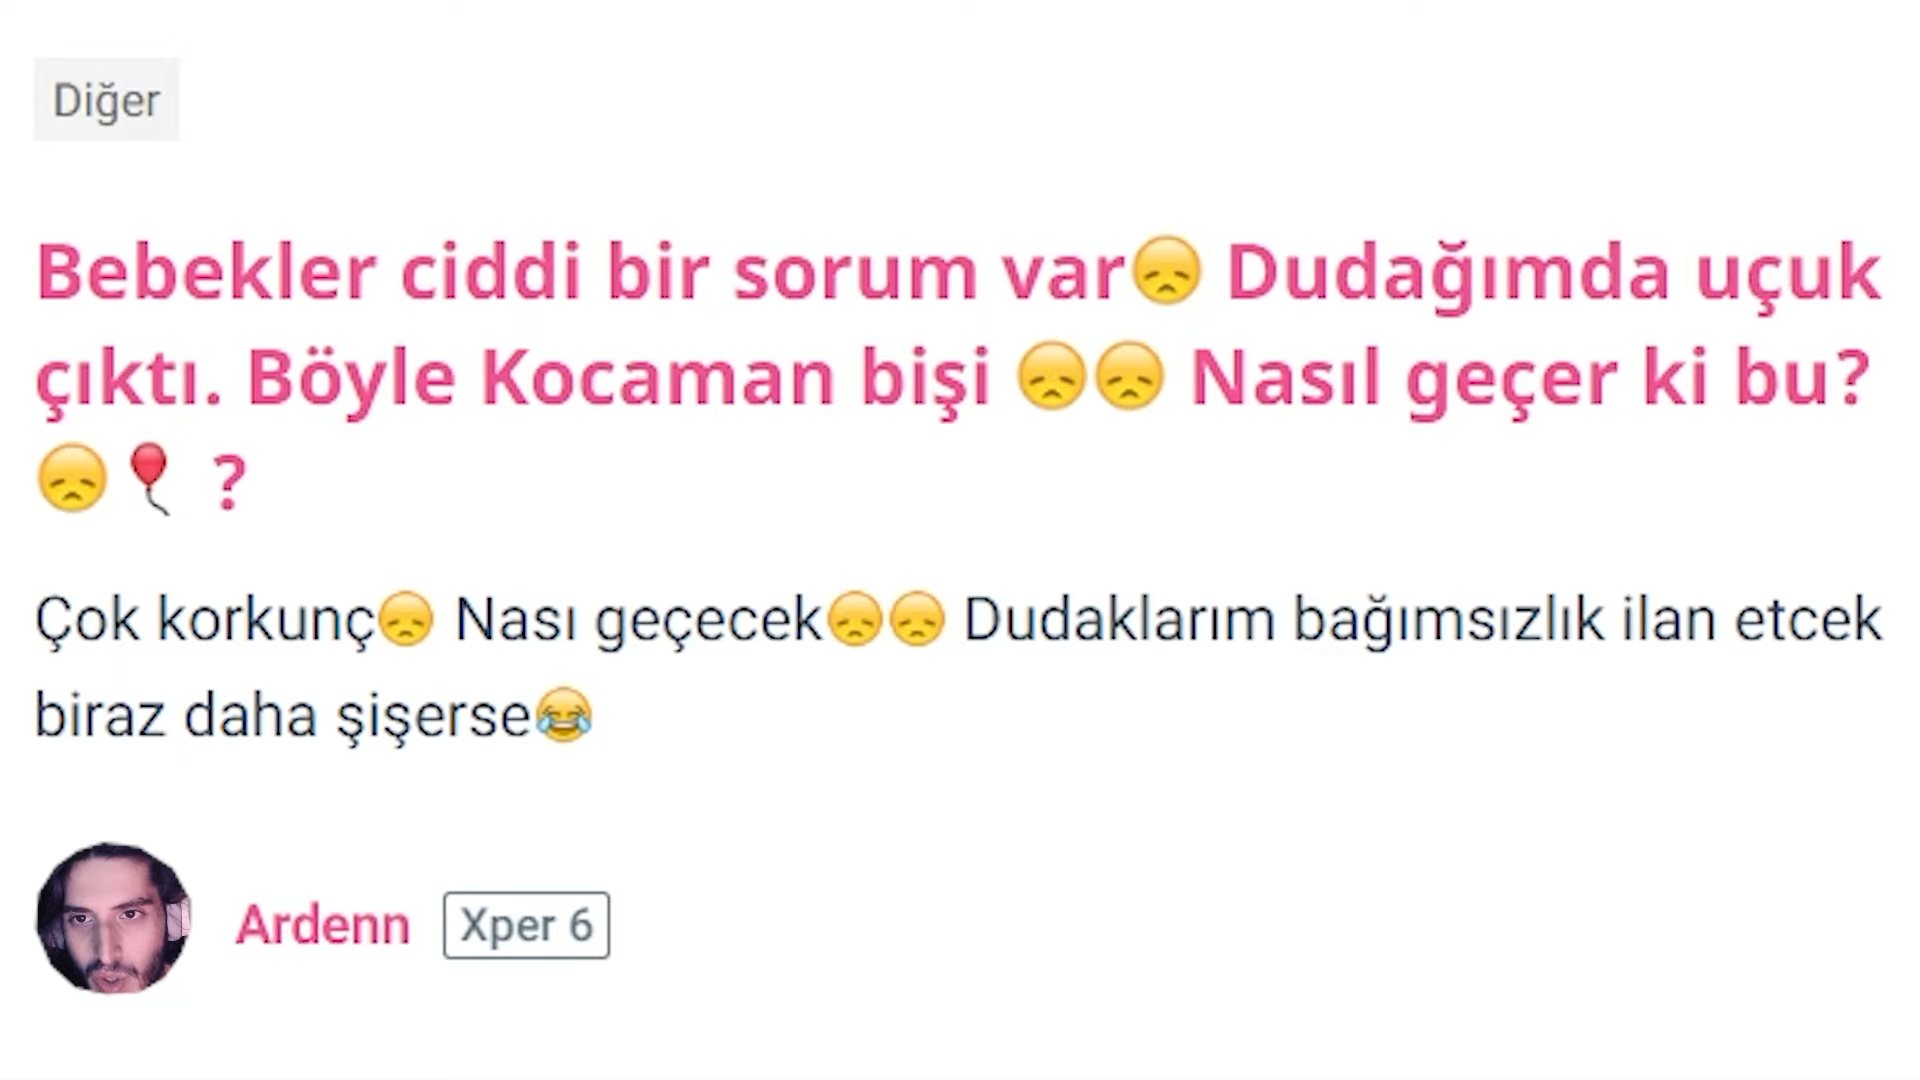 Diğer
Bebekler ciddi bir sorum var😞 Dudağımda uçuk
çıktı. Böyle Kocaman bişi 😞😞 Nasıl geçer ki bu?
😞🎈 ?
Çok korkunç😞 Nası geçecek😞😞 Dudaklarım bağımsızlık ilan etcek
biraz daha şişerse😂
Ardenn Xper 6